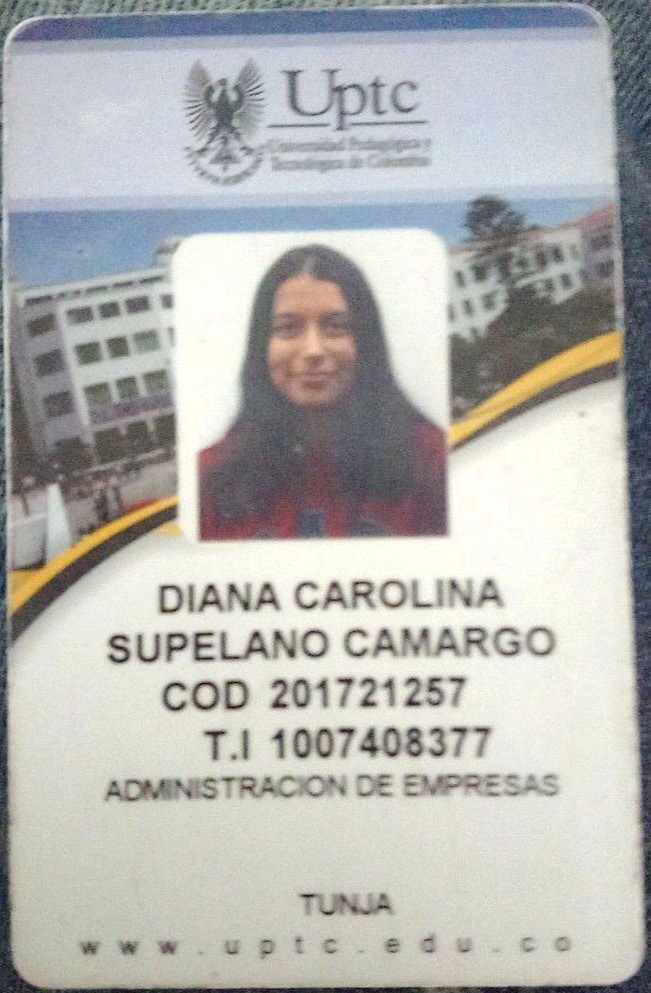 Uptc
Universidad Pedagógica y
Tecnológica de Colombia
DIANA CAROLINA
SUPELANO CAMARGO
COD 201721257
T.I 1007408377
ADMINISTRACION DE EMPRESAS
TUNJA
www.uptc.edu.co